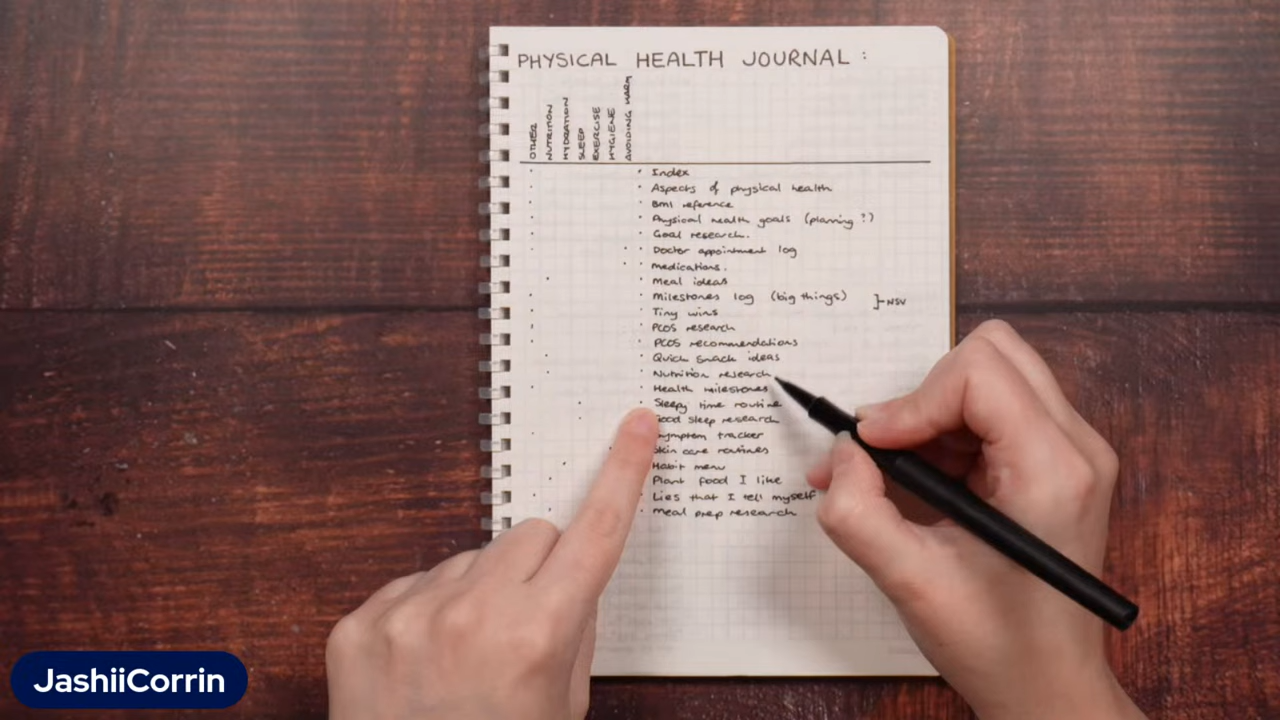 PHYSICAL HEALTH JOURNAL :
OTHER
NUTRITION
HYDRATION
SLEEP
EXERCISE
HYGIENE
AVOIDING HARM
· Index
· Aspects of physical health
· BMI reference
· Physical health goals (planning ?)
· Goal research.
· Doctor appointment log
· Medications.
· Meal ideas
· Milestones log (big things)
}NSV
· Tiny wins
· PCOS research
· PCOS recommendations
· Quick snack ideas
· Nutrition research
· Health milestones
· Sleepy time routine
Good sleep research
Symptom tracker
Skin care routines
Habit menu
Plant food I like
· Lies that I tell myself
· Meal prep research
JashiiCorrin